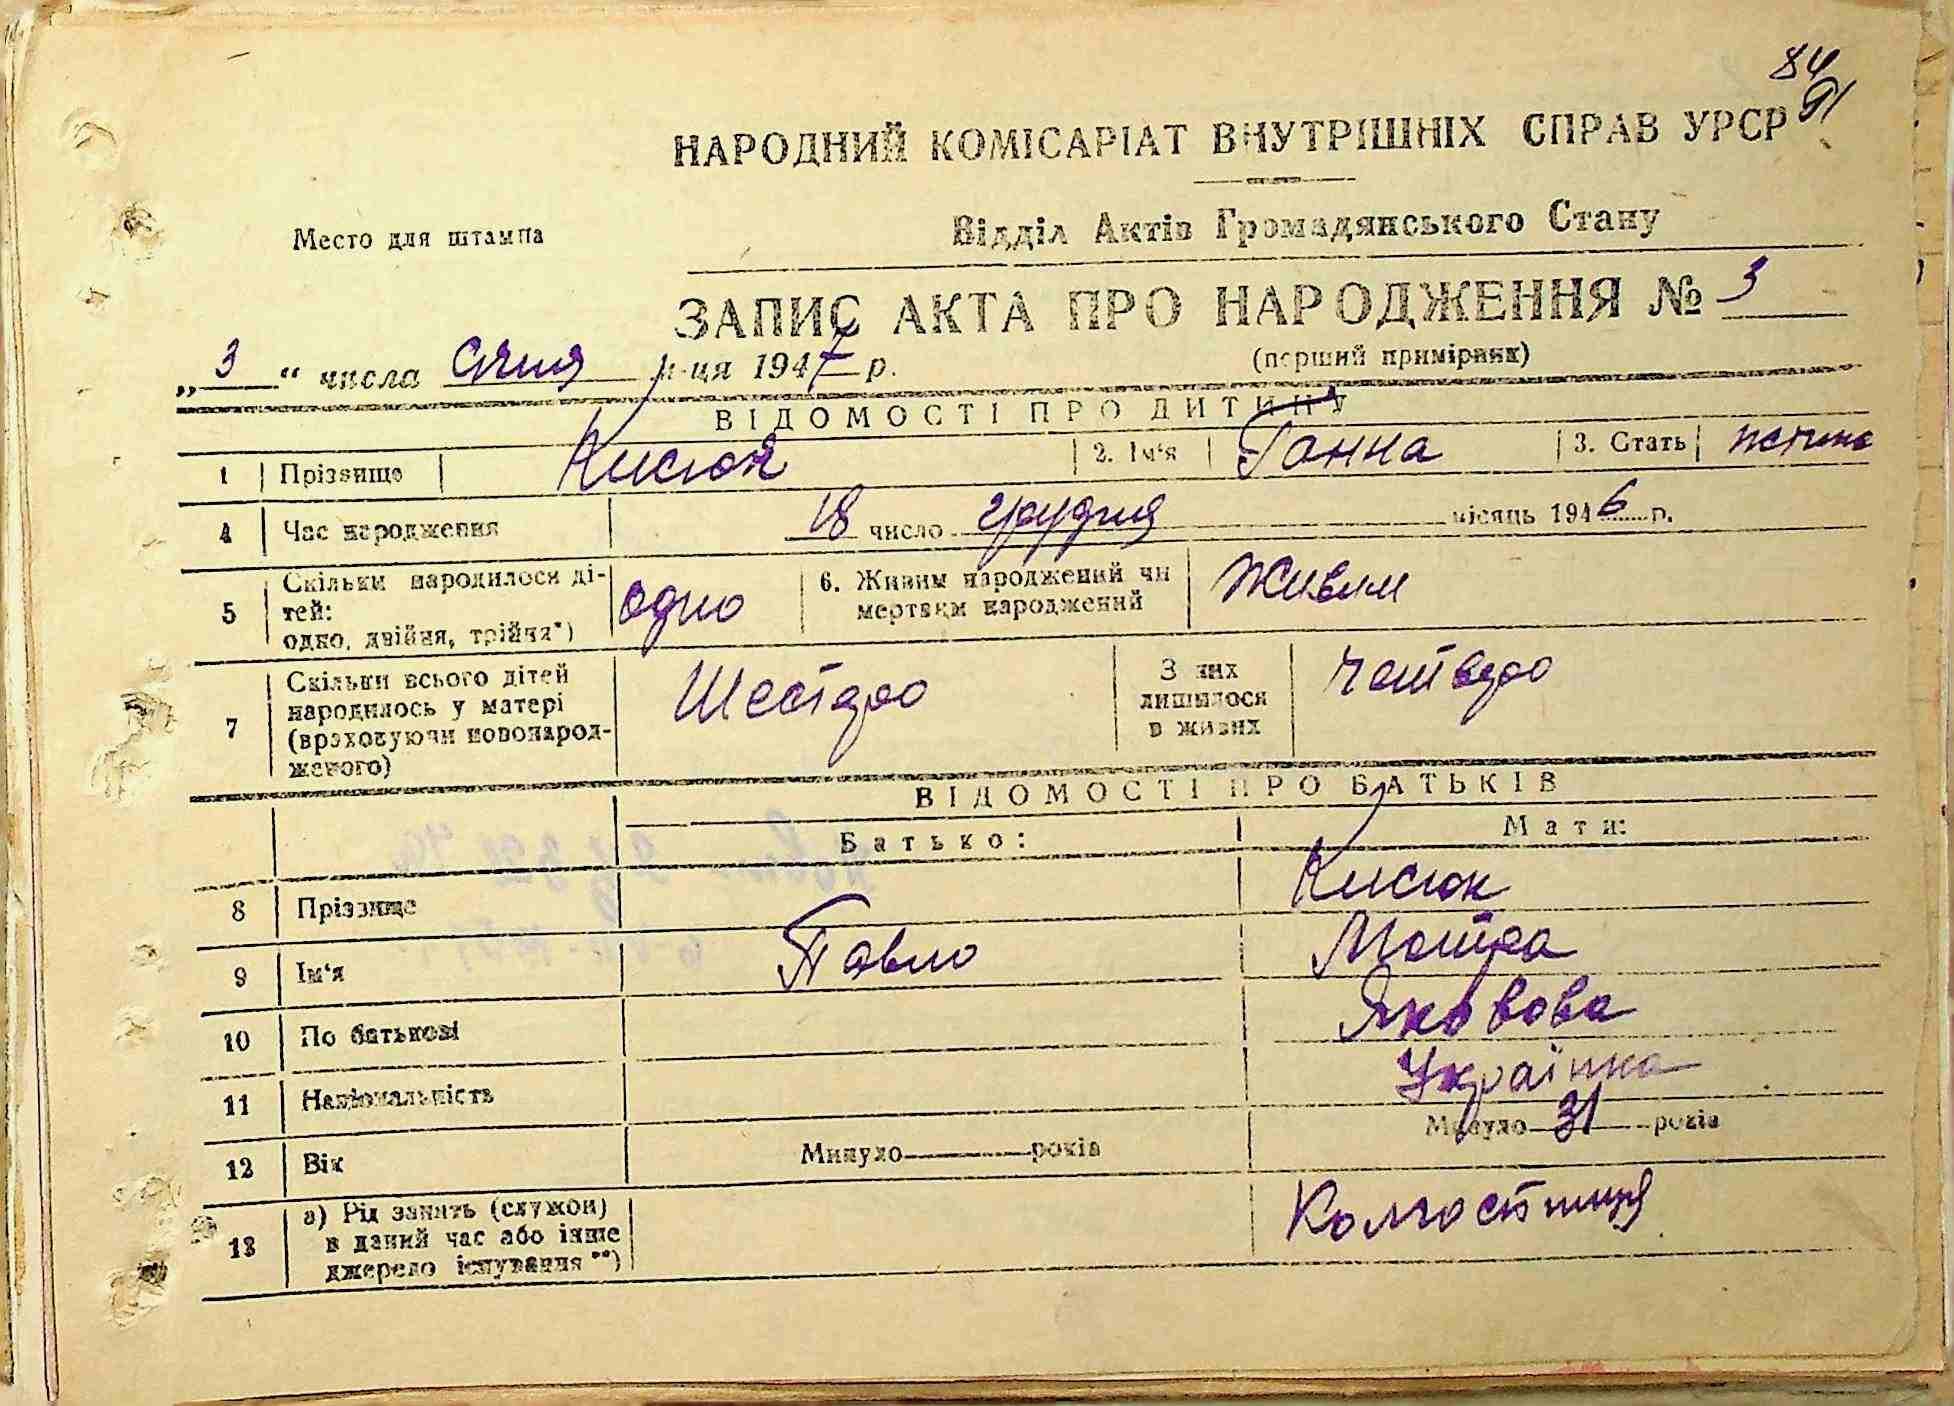 84
91
НАРОДНИЙ КОМІСАРІАТ ВНУТРІШНІХ СПРАВ УРСР
Место для штампа
Відділ Актів Громадянського Стану
ЗАПИС АКТА ПРО НАРОДЖЕННЯ № 3
(перший примірник)
„3“ числа січня м-ця 1947 р.
ВІДОМОСТІ ПРО ДИТИНУ
1 Прізвище Кисюк 2. Ім‘я Ганна 3. Стать
4 Час народження 18 число грудня місяць 1946 р.
5 Скільки народилося ді-
тей:
одно, двійня, трійня*) одно 6. Живим народжений чи
мертвим народжений Живим
7 Скільки всього дітей
народилось у матері
(враховуючи новонарод-
женого) Шестеро З них
лишилося
в живих Четверо
ВІДОМОСТІ ПРО БАТЬКІВ
Батько: Мати:
8 Прізвище Кисюк
9 Ім‘я Павло Мотря
10 По батькові Яковова
11 Національність Українка
12 Вік Минуло років Минуло 31 років
13 а) Рід занять (служби)
в даний час або інше
джерело існування **) Колгоспниця